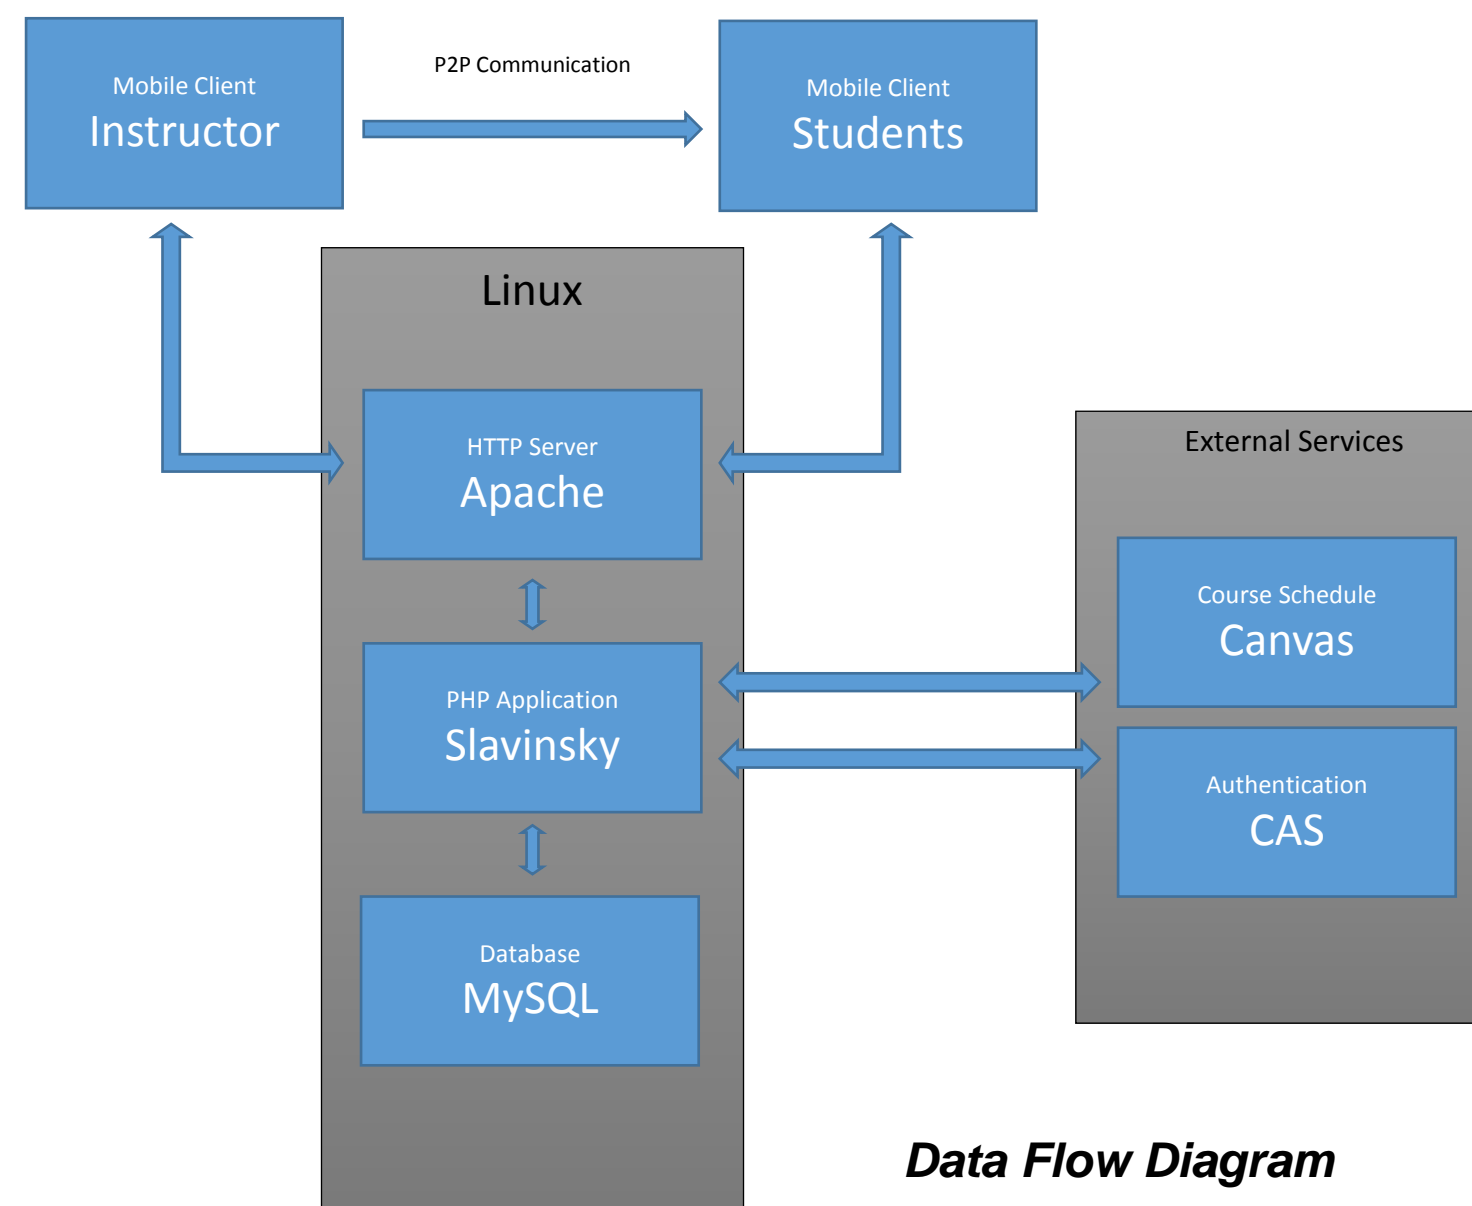 Mobile Client
Instructor
P2P Communication
Mobile Client
Students
Linux
HTTP Server
Apache
PHP Application
Slavinsky
Database
MySQL
External Services
Course Schedule
Canvas
Authentication
CAS
Data Flow Diagram